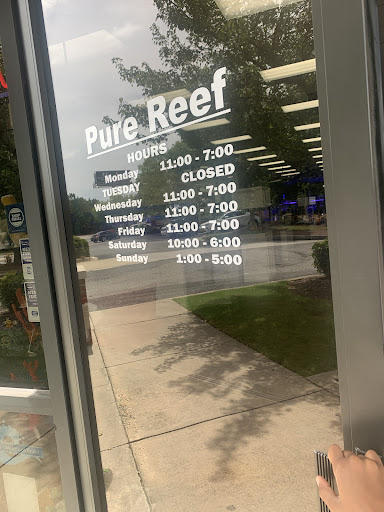 Pure Reef
HOURS
Monday 11:00 - 7:00
TUESDAY CLOSED
Wednesday 11:00 - 7:00
Thursday 11:00 - 7:00
Friday 11:00 - 7:00
Saturday 10:00 - 6:00
Sunday 1:00 - 5:00